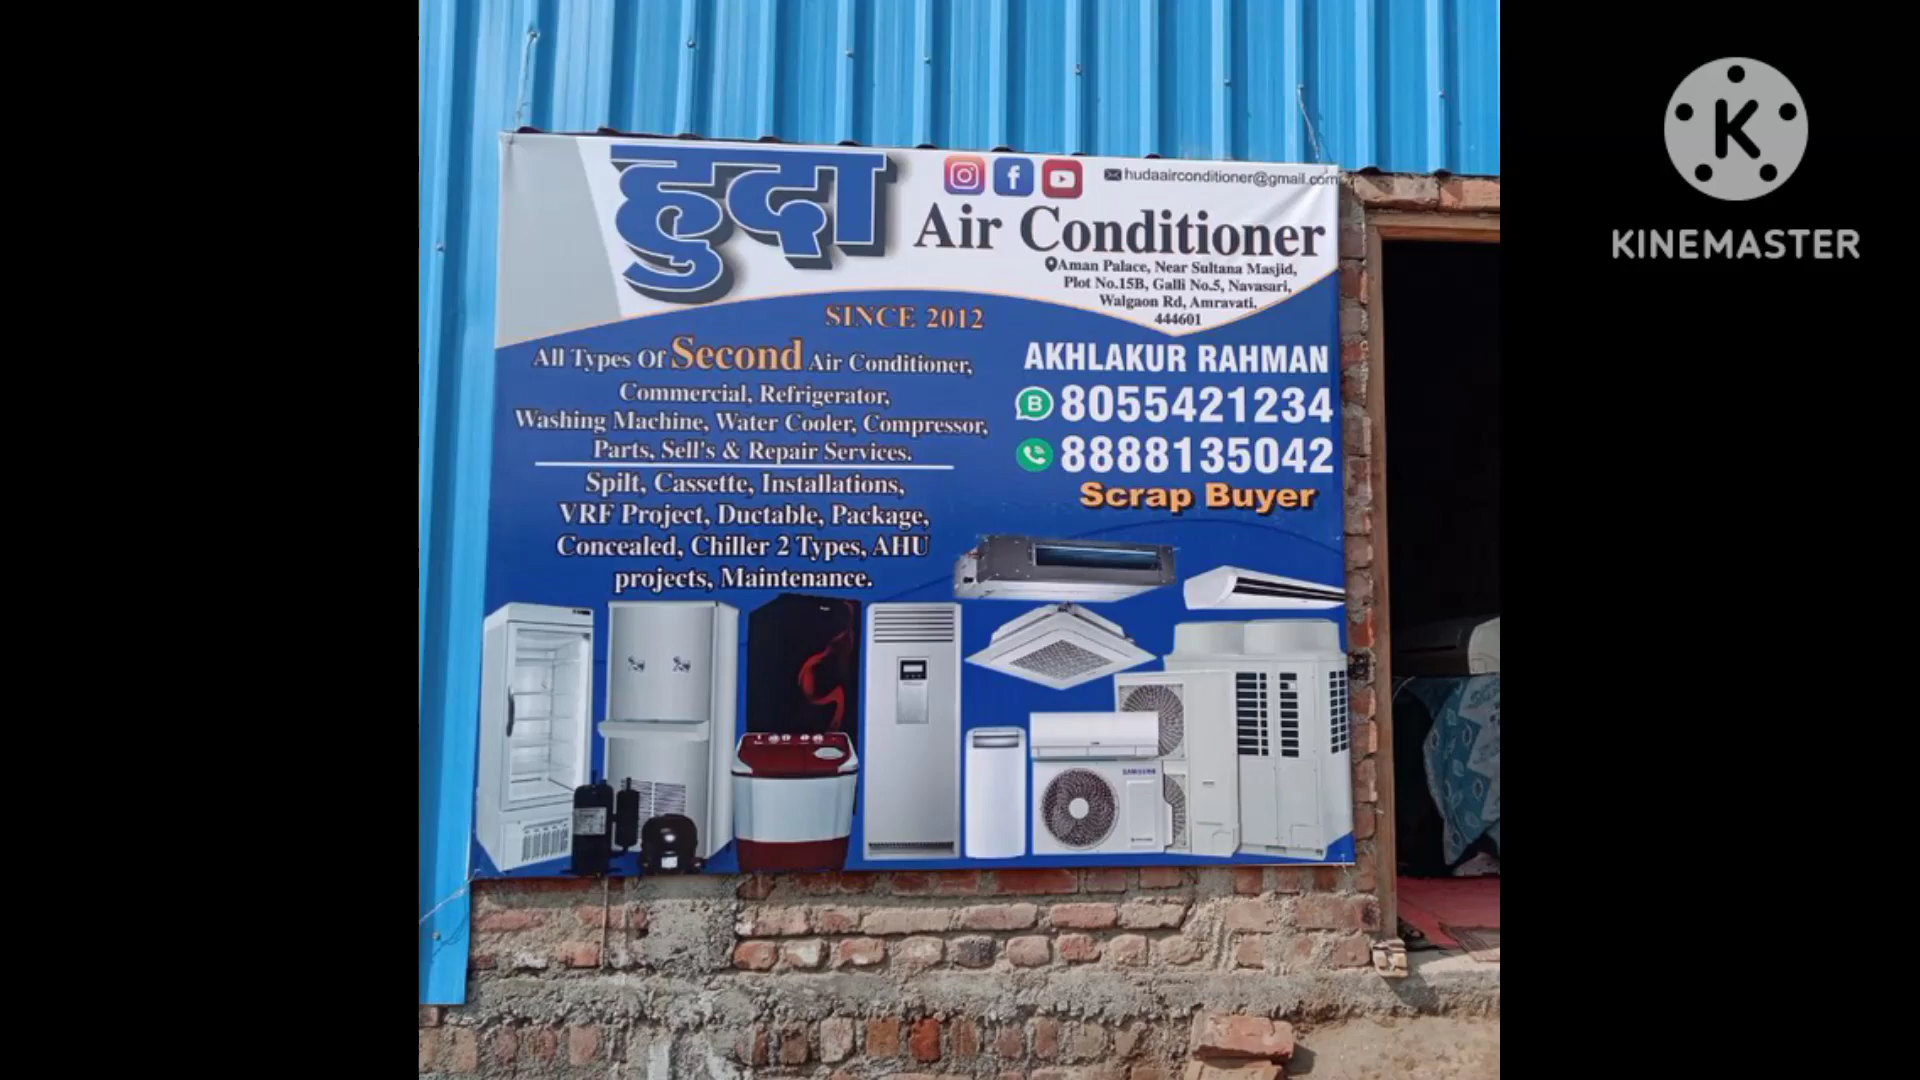 हुदा
hudaairconditioner@gmail.com
Air Conditioner
Aman Palace, Near Sultana Masjid,
Plot No.15B, Galli No.5, Navasari,
Walgaon Rd, Amravati.
444601
SINCE 2012
All Types Of Second Air Conditioner,
Commercial, Refrigerator,
Washing Machine, Water Cooler, Compressor,
Parts, Sell's & Repair Services.
Spilt, Cassette, Installations,
VRF Project, Ductable, Package,
Concealed, Chiller 2 Types, AHU
projects, Maintenance.
AKHLAKUR RAHMAN
8055421234
8888135042
Scrap Buyer
SAMSUNG
K
KINEMASTER